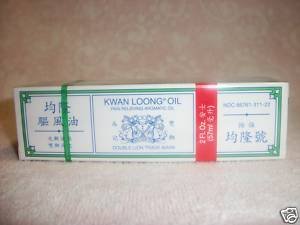 均隆
驅風油
KWAN LOONG® OIL
PAIN RELIEVING AROMATIC OIL
DOUBLE LION TRADE MARK
2 Fl. Oz.
(57ml
NDC 66761-311-22
均隆號